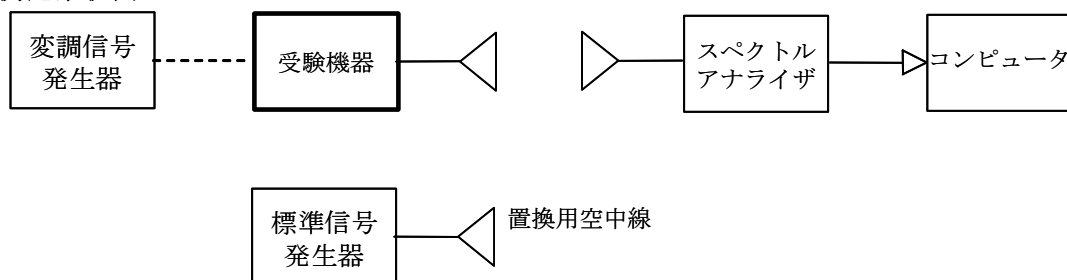 変調信号
発生器
受験機器
スペクトル
アナライザ
コンピュータ
標準信号
発生器
置換用空中線